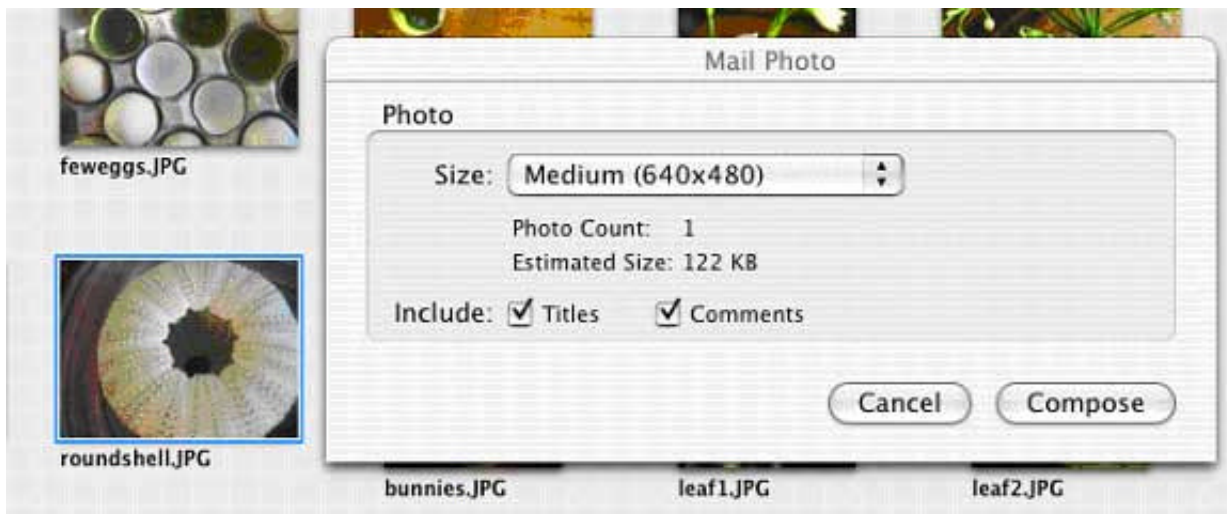 Mail Photo
Photo
feweggs.JPG
Size: Medium (640x480)
Photo Count: 1
Estimated Size: 122 KB
Include: Titles Comments
Cancel Compose
roundshell.JPG
bunnies.JPG leaf1.JPG leaf2.JPG